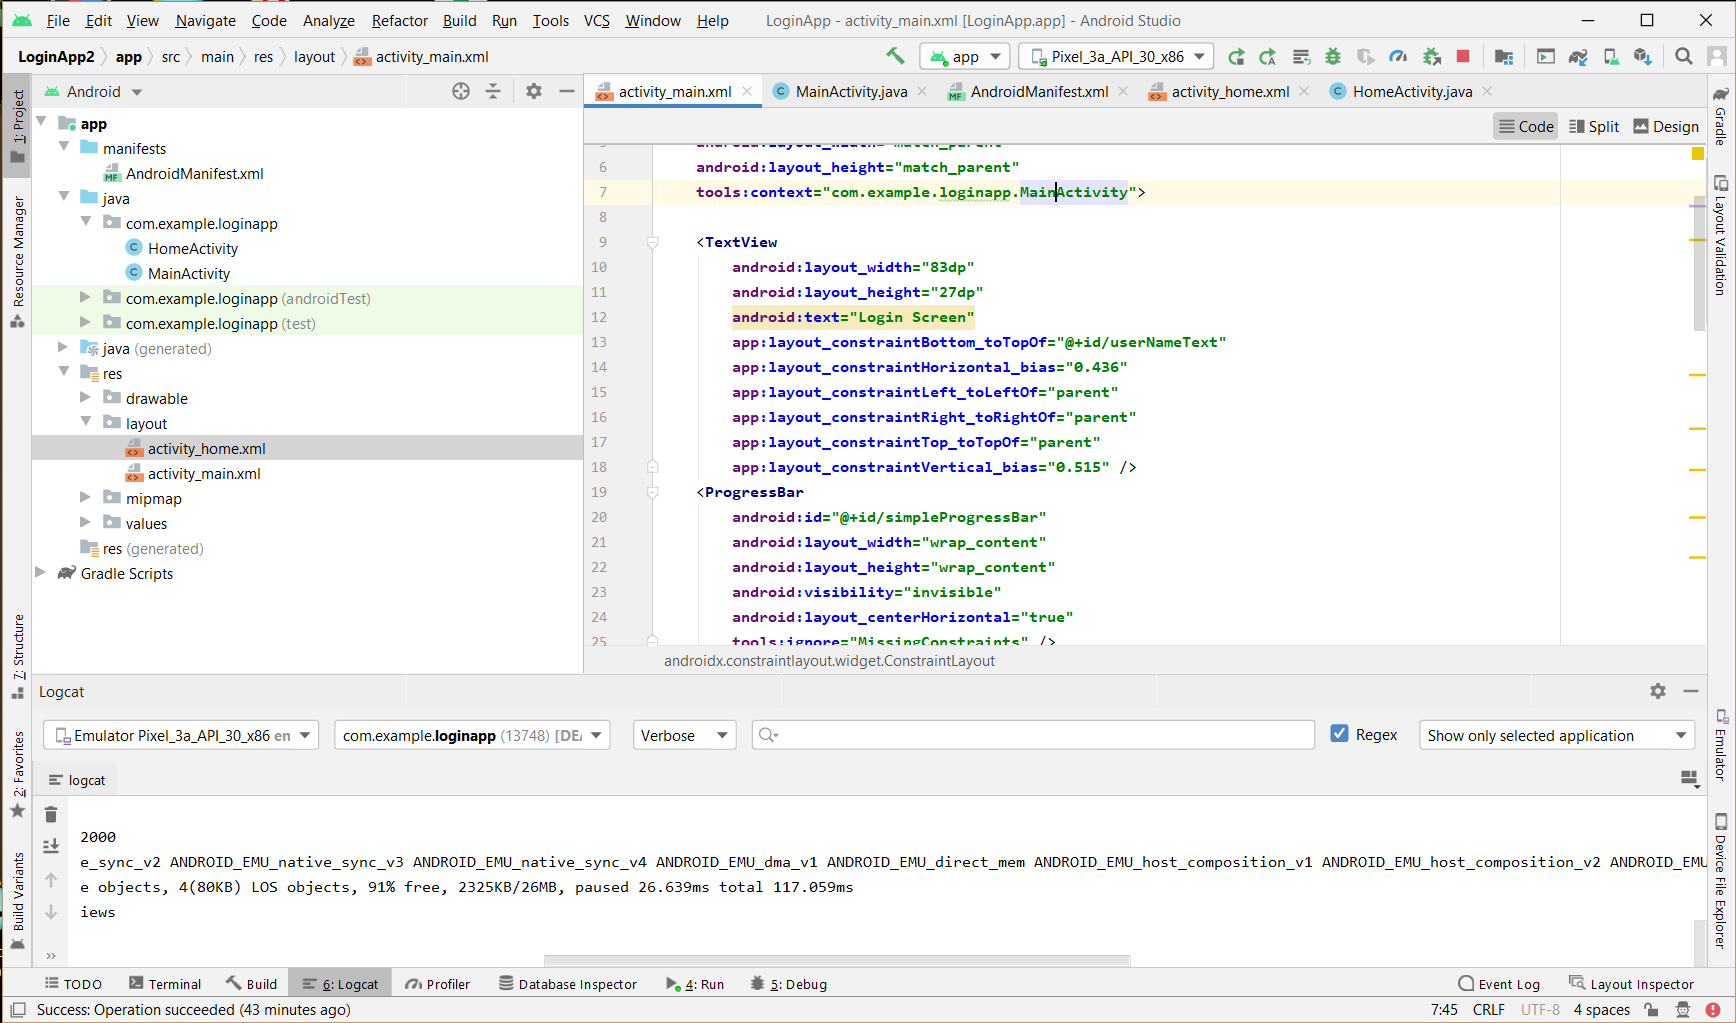 File Edit View Navigate Code Analyze Refactor Build Run Tools VCS Window Help LoginApp - activity_main.xml [LoginApp.app] - Android Studio
LoginApp2 app src main res layout activity_main.xml app Pixel_3a_API_30_x86
Android
activity_main.xml MainActivity.java AndroidManifest.xml activity_home.xml HomeActivity.java
Code Split Design
1: Project
Resource Manager
7: Structure
2: Favorites
Build Variants
app
manifests
AndroidManifest.xml
java
com.example.loginapp
HomeActivity
MainActivity
com.example.loginapp (androidTest)
com.example.loginapp (test)
java (generated)
res
drawable
layout
activity_home.xml
activity_main.xml
mipmap
values
res (generated)
Gradle Scripts
5 android:layout_width="match_parent"
6 android:layout_height="match_parent"
7 tools:context="com.example.loginapp.MainActivity">
8
9 <TextView
10 android:layout_width="83dp"
11 android:layout_height="27dp"
12 android:text="Login Screen"
13 app:layout_constraintBottom_toTopOf="@+id/userNameText"
14 app:layout_constraintHorizontal_bias="0.436"
15 app:layout_constraintLeft_toLeftOf="parent"
16 app:layout_constraintRight_toRightOf="parent"
17 app:layout_constraintTop_toTopOf="parent"
18 app:layout_constraintVertical_bias="0.515" />
19 <ProgressBar
20 android:id="@+id/simpleProgressBar"
21 android:layout_width="wrap_content"
22 android:layout_height="wrap_content"
23 android:visibility="invisible"
24 android:layout_centerHorizontal="true"
25 tools:ignore="MissingConstraints" />
androidx.constraintlayout.widget.ConstraintLayout
Gradle
Layout Validation
Emulator
Device File Explorer
Logcat
Emulator Pixel_3a_API_30_x86 en com.example.loginapp (13748) [DEA Verbose Regex Show only selected application
logcat
2000
e_sync_v2 ANDROID_EMU_native_sync_v3 ANDROID_EMU_native_sync_v4 ANDROID_EMU_dma_v1 ANDROID_EMU_direct_mem ANDROID_EMU_host_composition_v1 ANDROID_EMU_host_composition_v2 ANDROID_EMU
e objects, 4(80KB) LOS objects, 91% free, 2325KB/26MB, paused 26.639ms total 117.059ms
iews
TODO Terminal Build 6: Logcat Profiler Database Inspector 4: Run 5: Debug Event Log Layout Inspector
Success: Operation succeeded (43 minutes ago) 7:45 CRLF UTF-8 4 spaces